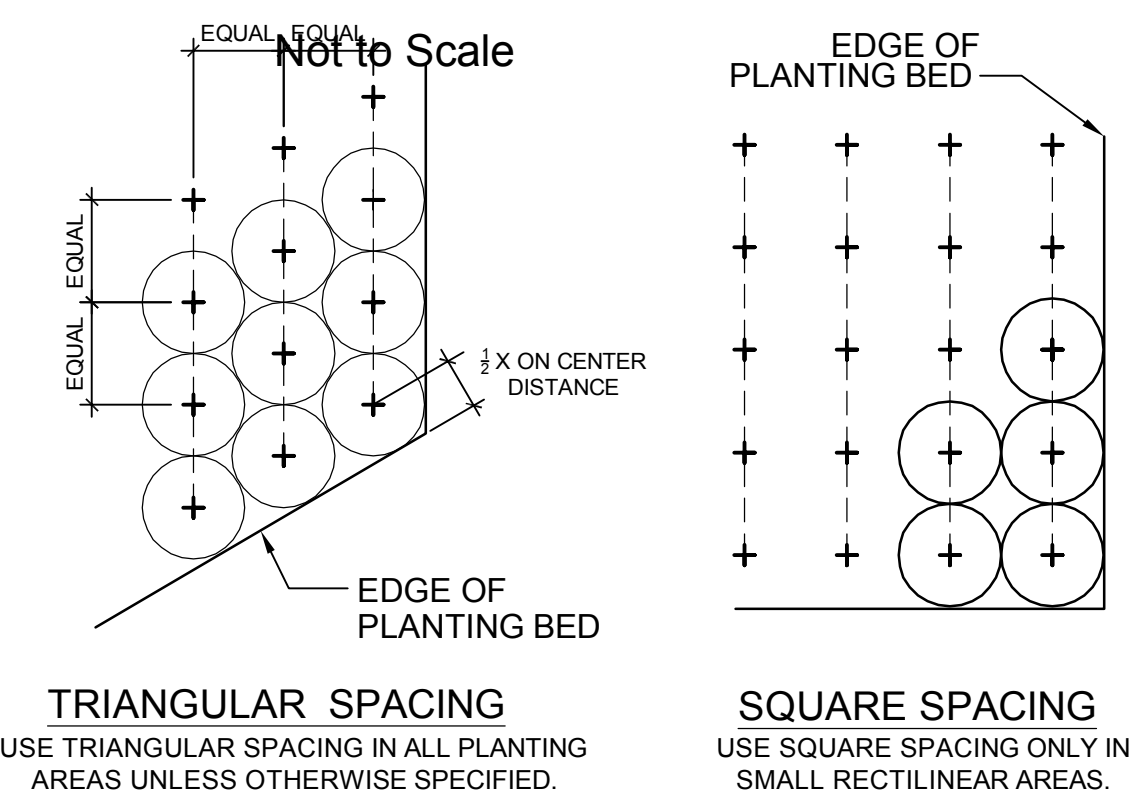 EQUAL EQUAL
Not to Scale
EQUAL
EQUAL
½ X ON CENTER
DISTANCE
EDGE OF
PLANTING BED
TRIANGULAR SPACING
USE TRIANGULAR SPACING IN ALL PLANTING
AREAS UNLESS OTHERWISE SPECIFIED.
EDGE OF
PLANTING BED
SQUARE SPACING
USE SQUARE SPACING ONLY IN
SMALL RECTILINEAR AREAS.